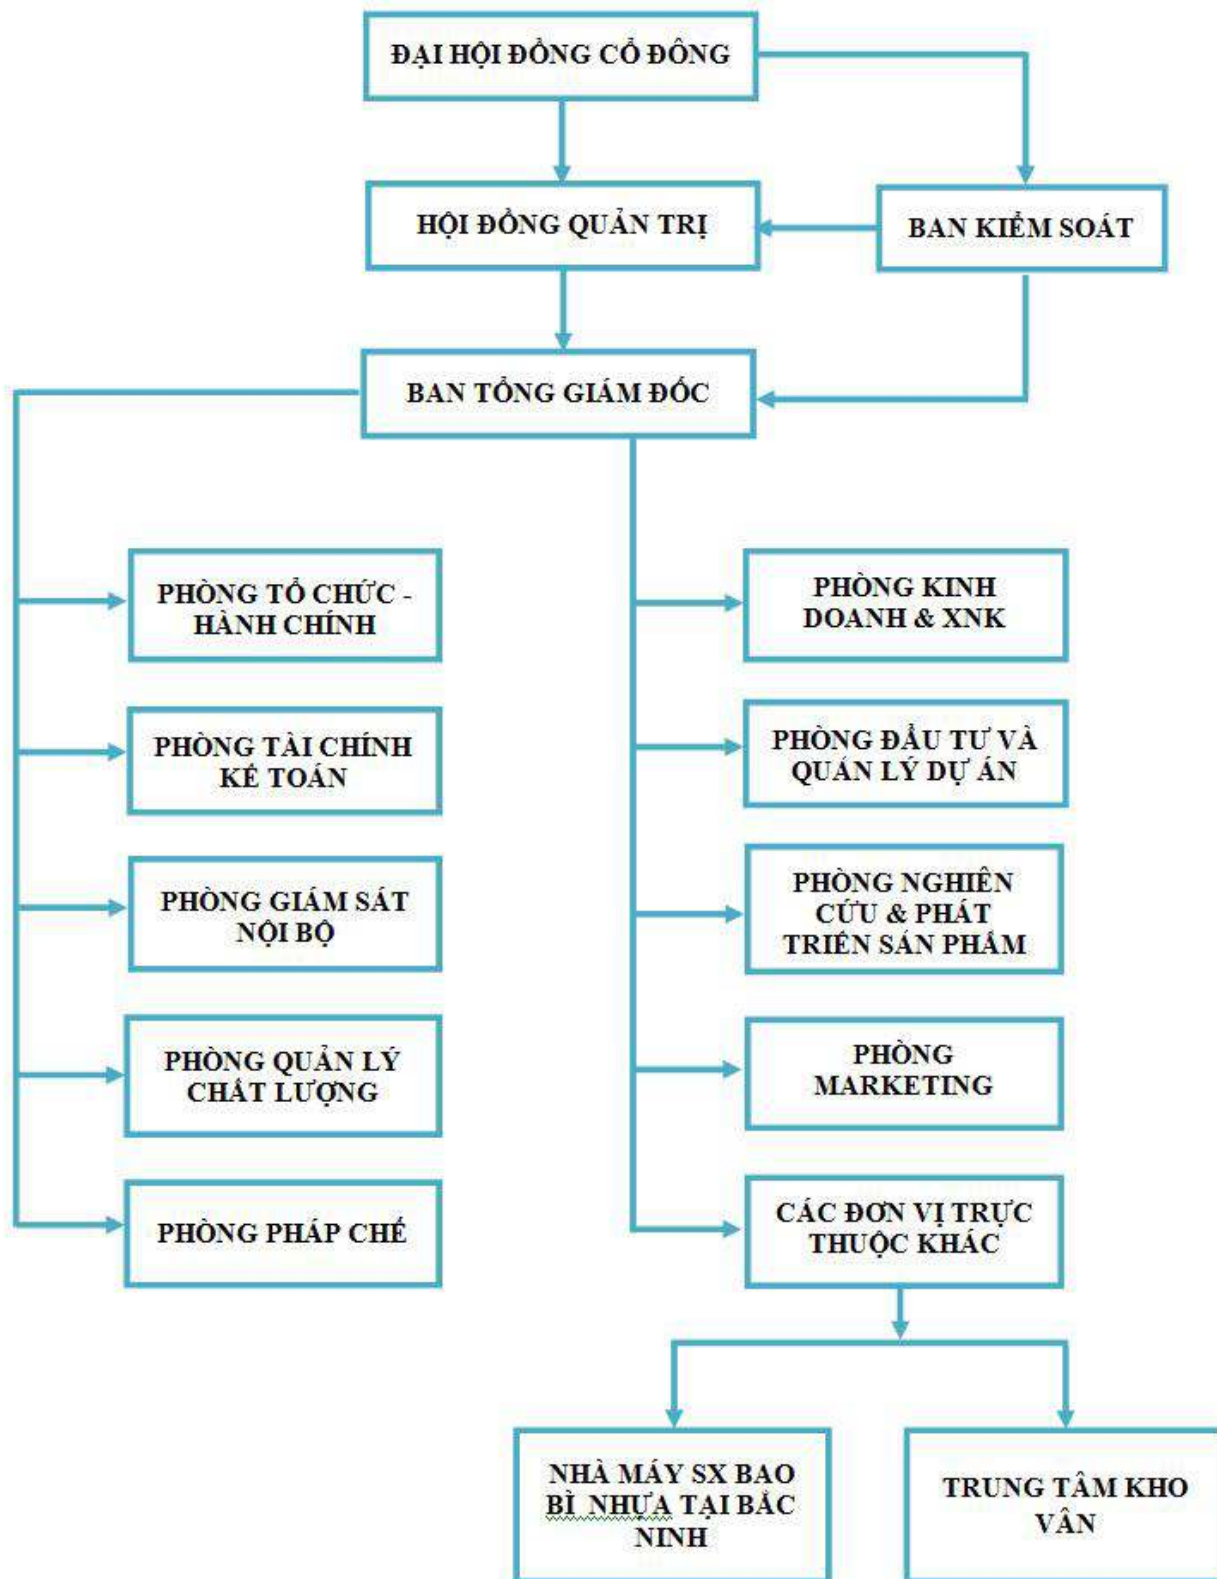 ĐẠI HỘI ĐỒNG CỔ ĐÔNG
HỘI ĐỒNG QUẢN TRỊ
BAN KIỂM SOÁT
BAN TỔNG GIÁM ĐỐC
PHÒNG TỔ CHỨC -
HÀNH CHÍNH
PHÒNG TÀI CHÍNH
KẾ TOÁN
PHÒNG GIÁM SÁT
NỘI BỘ
PHÒNG QUẢN LÝ
CHẤT LƯỢNG
PHÒNG PHÁP CHẾ
PHÒNG KINH
DOANH & XNK
PHÒNG ĐẦU TƯ VÀ
QUẢN LÝ DỰ ÁN
PHÒNG NGHIÊN
CỨU & PHÁT
TRIỂN SẢN PHẨM
PHÒNG
MARKETING
CÁC ĐƠN VỊ TRỰC
THUỘC KHÁC
NHÀ MÁY SX BAO
BÌ NHỰA TẠI BẮC
NINH
TRUNG TÂM KHO
VÂN